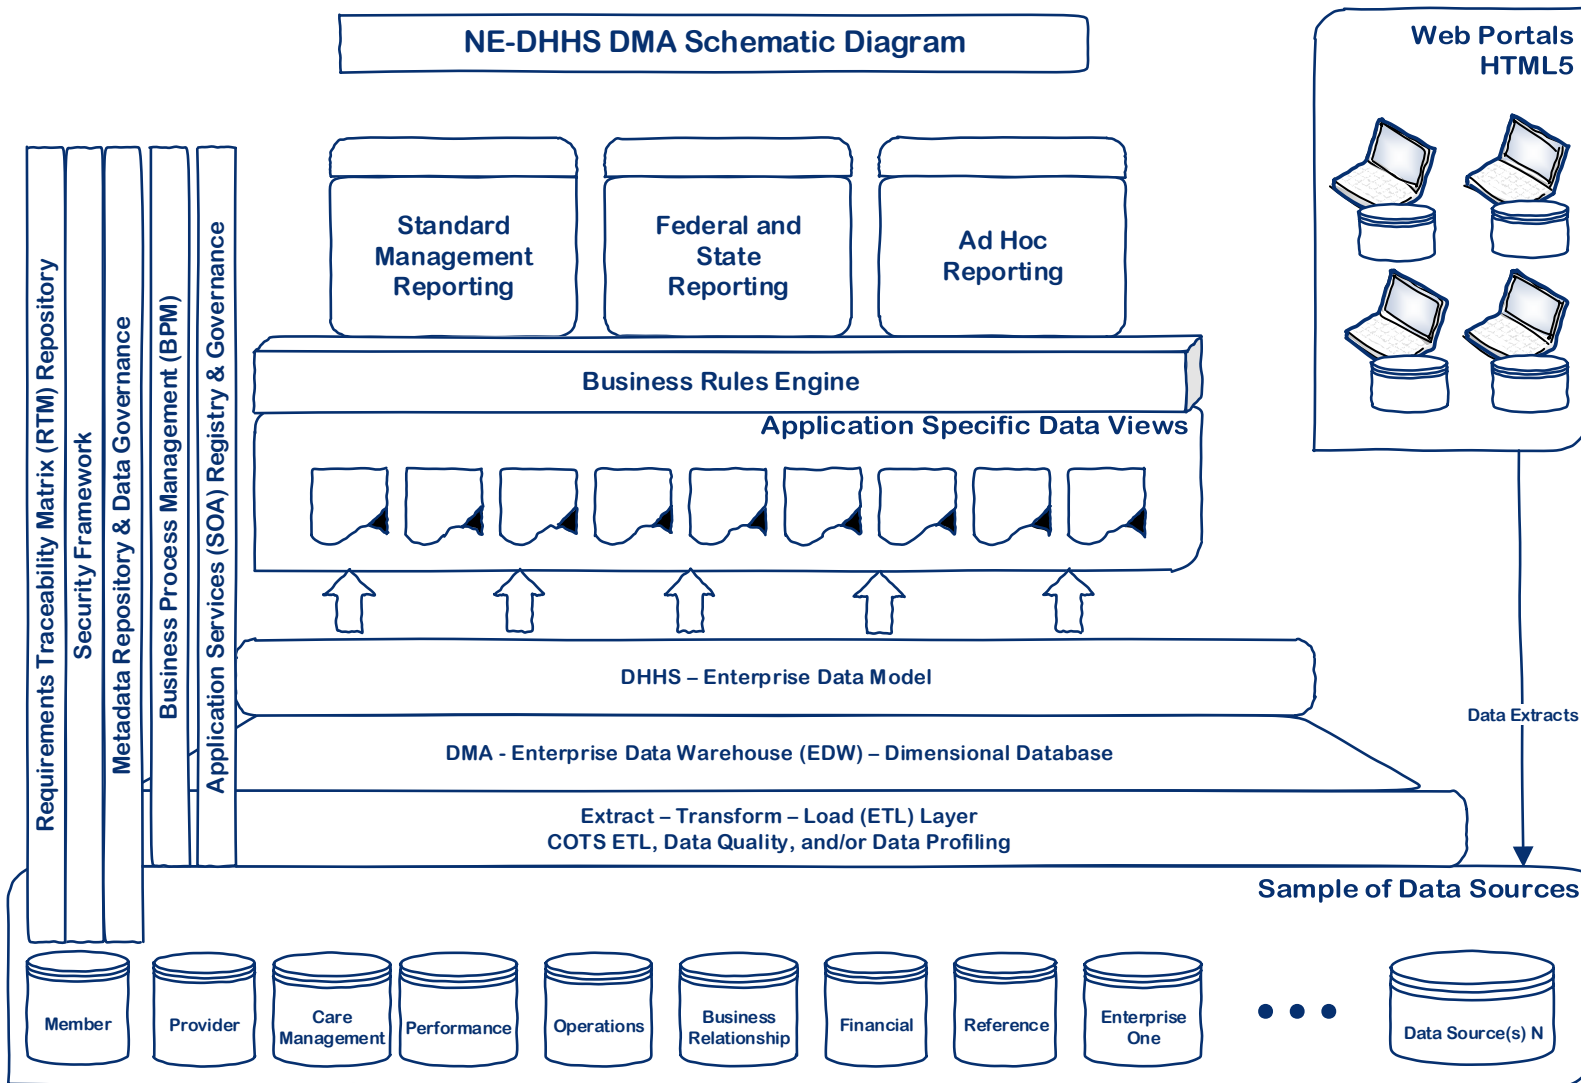 NE-DHHS DMA Schematic Diagram
Web Portals
HTML5
Requirements Traceability Matrix (RTM) Repository
Security Framework
Metadata Repository & Data Governance
Business Process Management (BPM)
Application Services (SOA) Registry & Governance
Standard
Management
Reporting
Federal and
State
Reporting
Ad Hoc
Reporting
Business Rules Engine
Application Specific Data Views
DHHS – Enterprise Data Model
Data Extracts
DMA - Enterprise Data Warehouse (EDW) – Dimensional Database
Extract – Transform – Load (ETL) Layer
COTS ETL, Data Quality, and/or Data Profiling
Sample of Data Sources
Member
Provider
Care
Management
Performance
Operations
Business
Relationship
Financial
Reference
Enterprise
One
Data Source(s) N